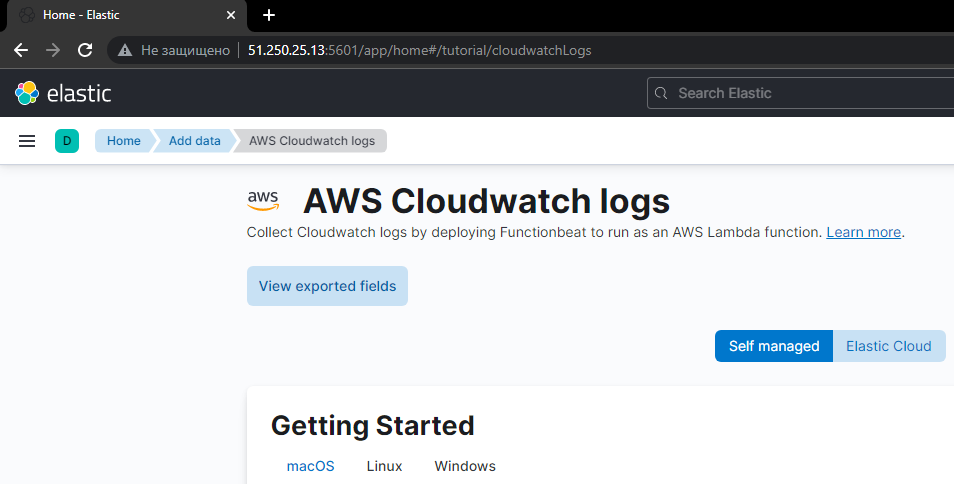 Home - Elastic
Не защищено 51.250.25.13:5601/app/home#/tutorial/cloudwatchLogs
elastic Search Elastic
D Home Add data AWS Cloudwatch logs
aws AWS Cloudwatch logs
Collect Cloudwatch logs by deploying Functionbeat to run as an AWS Lambda function. Learn more.
View exported fields
Self managed Elastic Cloud
Getting Started
macOS Linux Windows